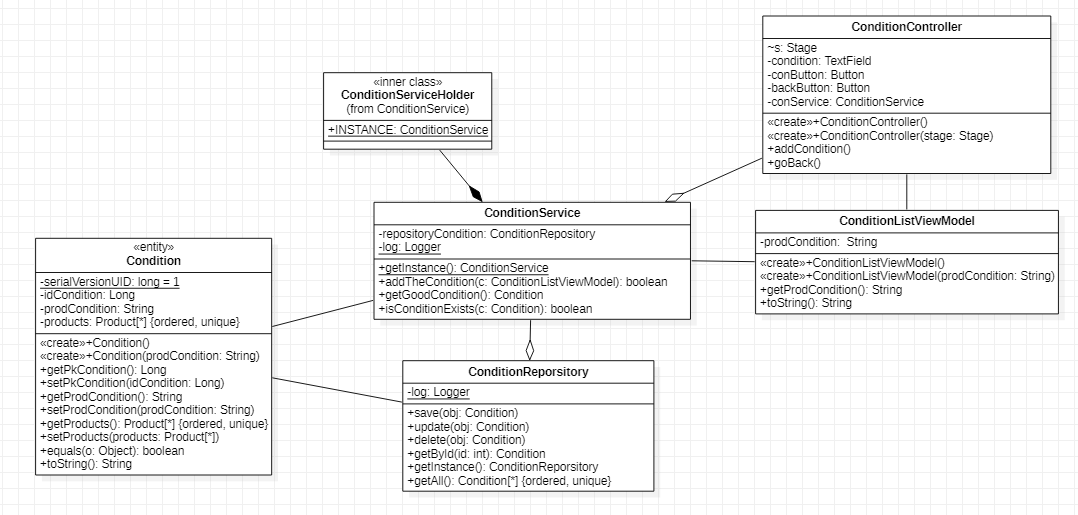 ConditionController
~s: Stage
-condition: TextField
-conButton: Button
-backButton: Button
-conService: ConditionService
«create»+ConditionController()
«create»+ConditionController(stage: Stage)
+addCondition()
+goBack()
«inner class»
ConditionServiceHolder
(from ConditionService)
+INSTANCE: ConditionService
ConditionService
-repositoryCondition: ConditionRepository
-log: Logger
+getInstance(): ConditionService
+addTheCondition(c: ConditionListViewModel): boolean
+getGoodCondition(): Condition
+isConditionExists(c: Condition): boolean
ConditionListViewModel
-prodCondition:  String
«create»+ConditionListViewModel()
«create»+ConditionListViewModel(prodCondition: String)
+getProdCondition(): String
+toString(): String
«entity»
Condition
-serialVersionUID: long = 1
-idCondition: Long
-prodCondition: String
-products: Product[*] {ordered, unique}
«create»+Condition()
«create»+Condition(prodCondition: String)
+getPkCondition(): Long
+setPkCondition(idCondition: Long)
+getProdCondition(): String
+setProdCondition(prodCondition: String)
+getProducts(): Product[*] {ordered, unique}
+setProducts(products: Product[*])
+equals(o: Object): boolean
+toString(): String
ConditionReporsitory
-log: Logger
+save(obj: Condition)
+update(obj: Condition)
+delete(obj: Condition)
+getById(id: int): Condition
+getInstance(): ConditionReporsitory
+getAll(): Condition[*] {ordered, unique}